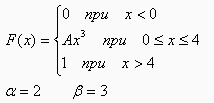 0 при x < 0
F(x) = { Ax³ при 0 ≤ x ≤ 4
1 при x > 4
α = 2 β = 3